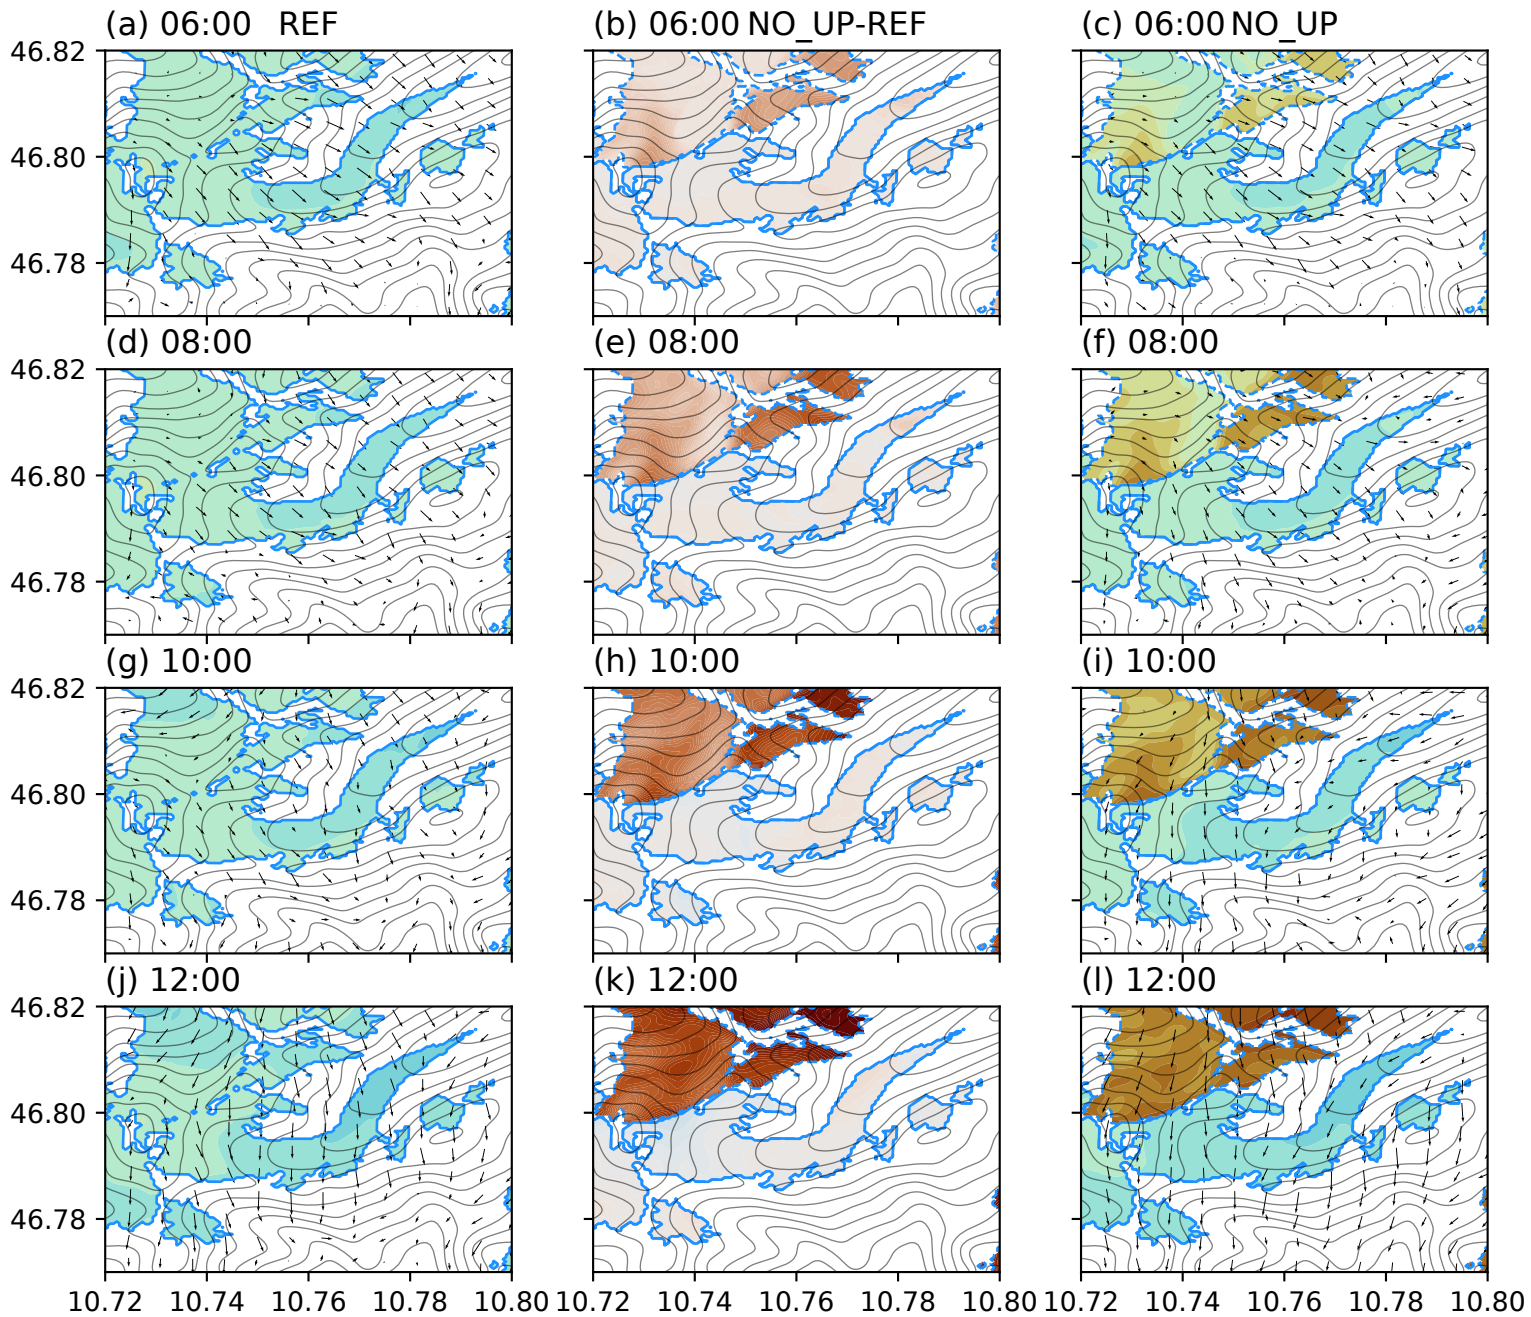 (a) 06:00 REF
(b) 06:00 NO_UP-REF
(c) 06:00 NO_UP
46.82
46.80
46.78
(d) 08:00
(e) 08:00
(f) 08:00
46.82
46.80
46.78
(g) 10:00
(h) 10:00
(i) 10:00
46.82
46.80
46.78
(j) 12:00
(k) 12:00
(l) 12:00
46.82
46.80
46.78
10.72 10.74 10.76 10.78 10.80 10.72 10.74 10.76 10.78 10.80 10.72 10.74 10.76 10.78 10.80